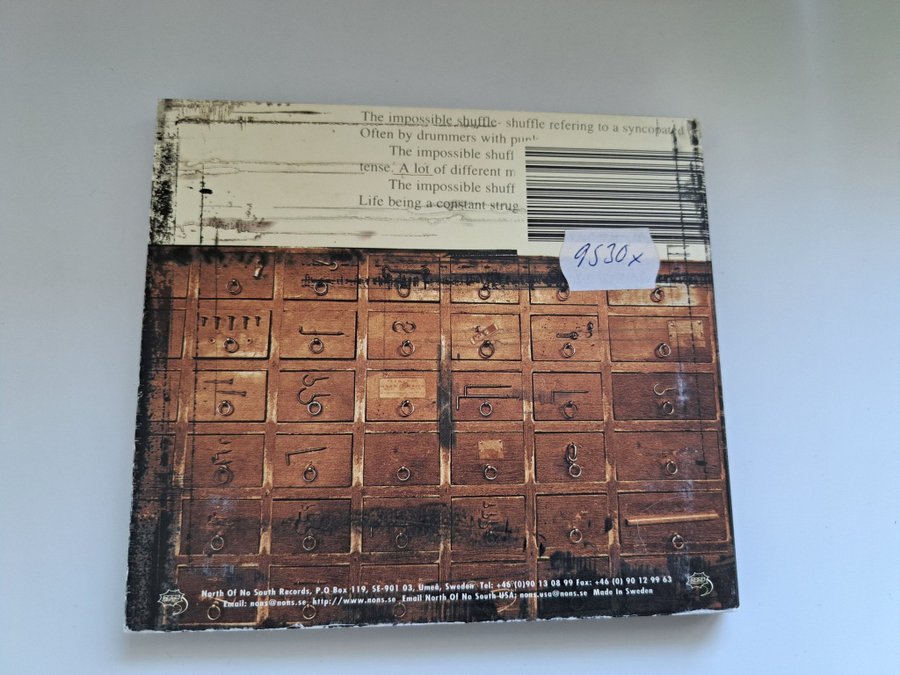 The impossible shuffle- shuffle refering to a syncopated
Often by drummers with punk
The impossible shuff
tense. A lot of different m
The impossible shuff
Life being a constant strug
9530x
North Of No South Records, P.O Box 119, SE-901 03, Umeå, Sweden Tel: +46 (0)90 13 08 99 Fax: +46 (0) 90 12 99 63
Email: nons@nons.se, http://www.nons.se Email North Of No South USA; nons.usa@nons.se Made In Sweden